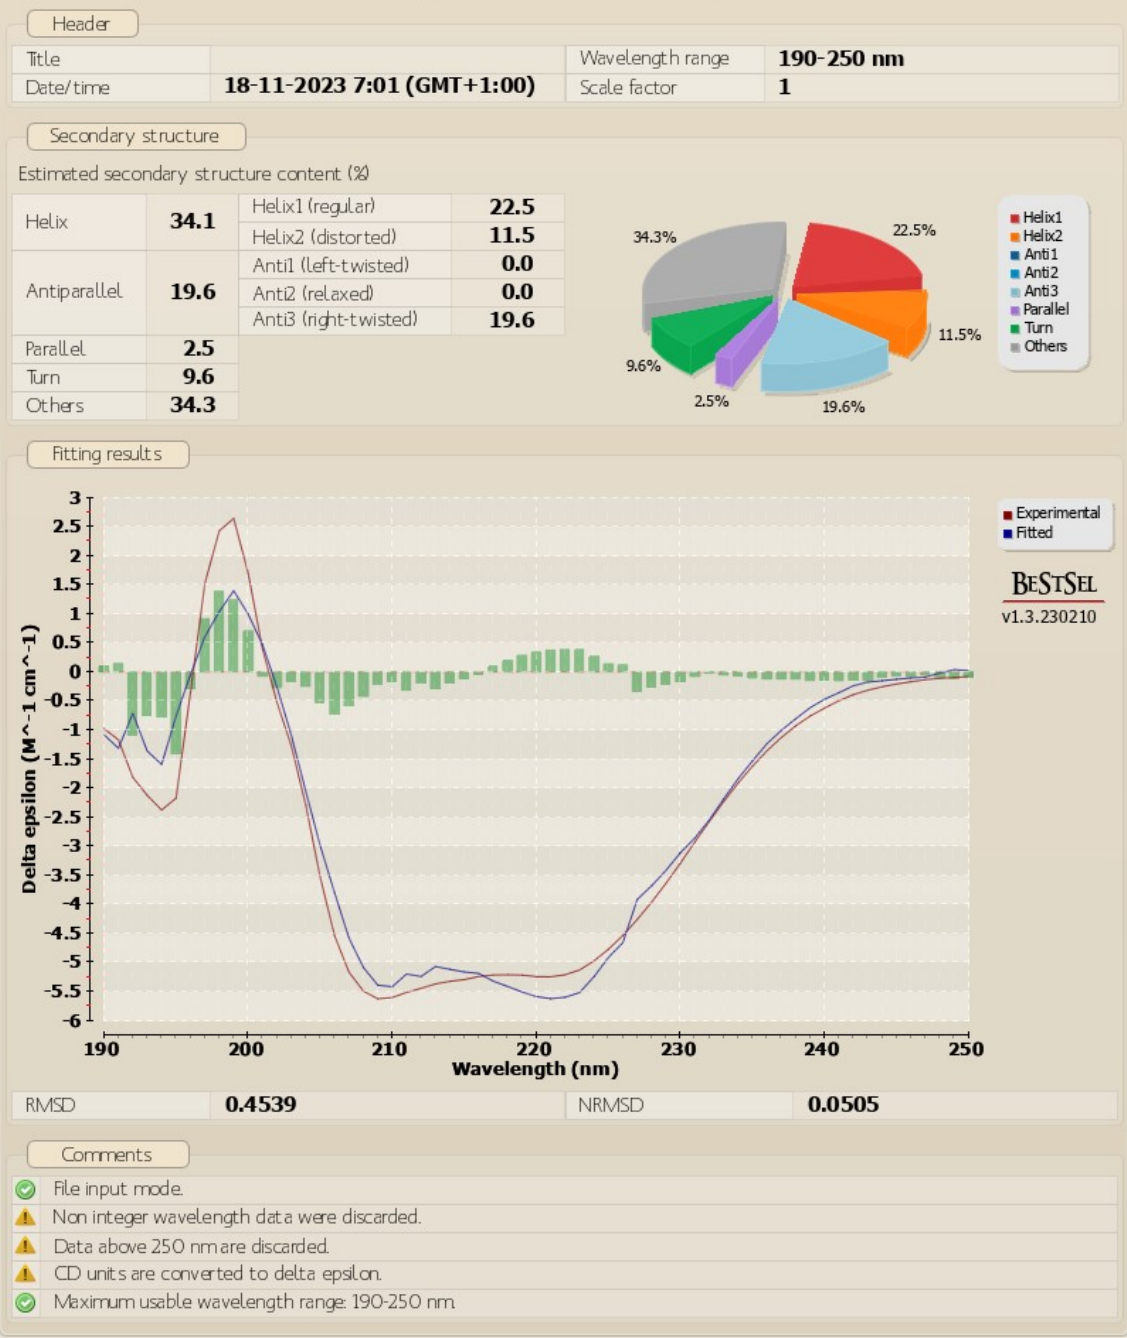 Header
Title
Wavelength range 190-250 nm
Date/time 18-11-2023 7:01 (GMT+1:00) Scale factor 1
Secondary structure
Estimated secondary structure content (%)
Helix 34.1 Helix1 (regular) 22.5
Helix2 (distorted) 11.5
Antiparallel 19.6 Anti1 (left-twisted) 0.0
Anti2 (relaxed) 0.0
Anti3 (right-twisted) 19.6
Parallel 2.5
Turn 9.6
Others 34.3
34.3%
22.5%
11.5%
9.6%
2.5%
19.6%
Helix1
Helix2
Anti1
Anti2
Anti3
Parallel
Turn
Others
Fitting results
Delta epsilon (M^-1 cm^-1)
3
2.5
2
1.5
1
0.5
0
-0.5
-1
-1.5
-2
-2.5
-3
-3.5
-4
-4.5
-5
-5.5
-6
190 200 210 220 230 240 250
Wavelength (nm)
Experimental
Fitted
BESTSEL
v1.3.230210
RMSD 0.4539 NRMSD 0.0505
Comments
File input mode.
Non integer wavelength data were discarded.
Data above 250 nm are discarded.
CD units are converted to delta epsilon.
Maximum usable wavelength range: 190-250 nm.